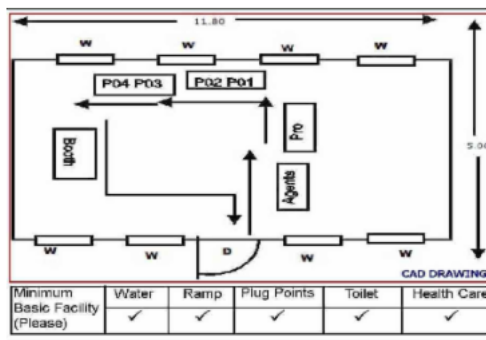 11.80
W W W W
P04 P03 P02 P01
Pro
5.00
Booth
Agents
W W D W W
CAD DRAWING
Minimum Basic Facility (Please) Water Ramp Plug Points Toilet Health Care
✓ ✓ ✓ ✓ ✓